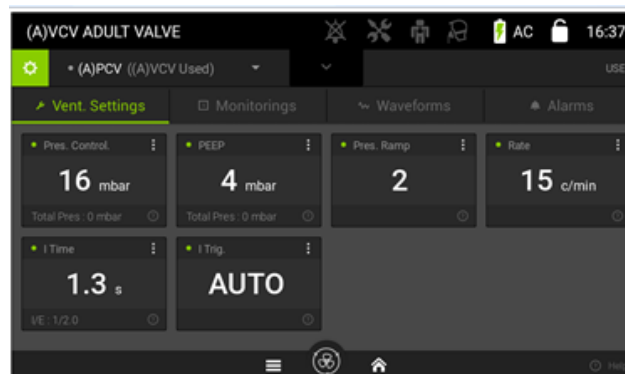 (A)VCV ADULT VALVE AC 16:37
(A)PCV ((A)VCV Used) USE
Vent. Settings Monitorings Waveforms Alarms
Pres. Control. PEEP Pres. Ramp Rate
16 mbar 4 mbar 2 15 c/min
Total Pres : 0 mbar Total Pres : 0 mbar
I Time I Trig.
1.3 s AUTO
I/E : 1/2.0
Help